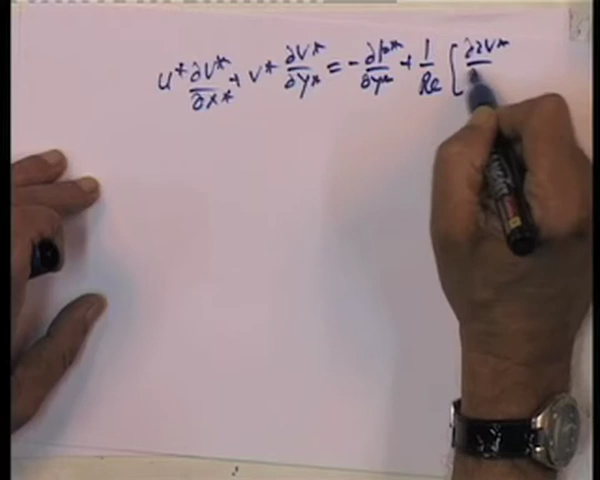 u* ∂v*/∂x* + v* ∂v*/∂y* = - ∂p*/∂y* + 1/Re [ ∂2v*/